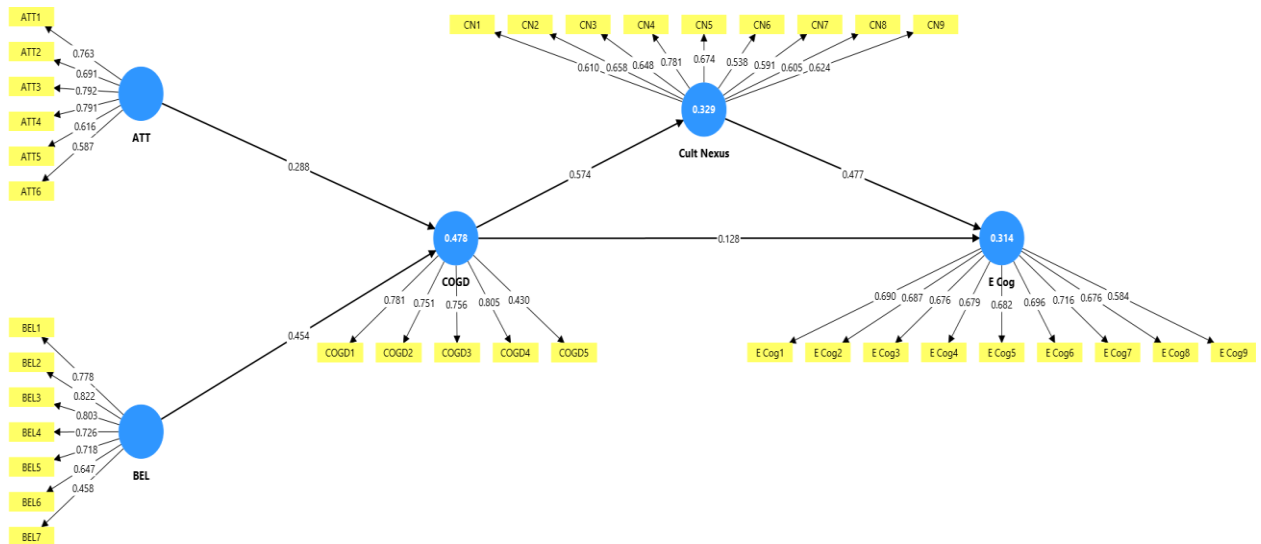 ATT1
ATT2
ATT3
ATT4
ATT5
ATT6
0.763
0.691
0.792
0.791
0.616
0.587
ATT
0.288
CN1 CN2 CN3 CN4 CN5 CN6 CN7 CN8 CN9
0.610 0.658 0.648 0.781 0.674 0.538 0.591 0.605 0.624
0.329
Cult Nexus
0.574
0.477
0.478
COGD
0.128
0.314
E Cog
0.781 0.751 0.756 0.805 0.430
COGD1 COGD2 COGD3 COGD4 COGD5
0.690 0.687 0.676 0.679 0.682 0.696 0.716 0.676 0.584
E Cog1 E Cog2 E Cog3 E Cog4 E Cog5 E Cog6 E Cog7 E Cog8 E Cog9
0.454
BEL1
BEL2
BEL3
BEL4
BEL5
BEL6
BEL7
0.778
0.822
0.803
0.726
0.718
0.647
0.458
BEL